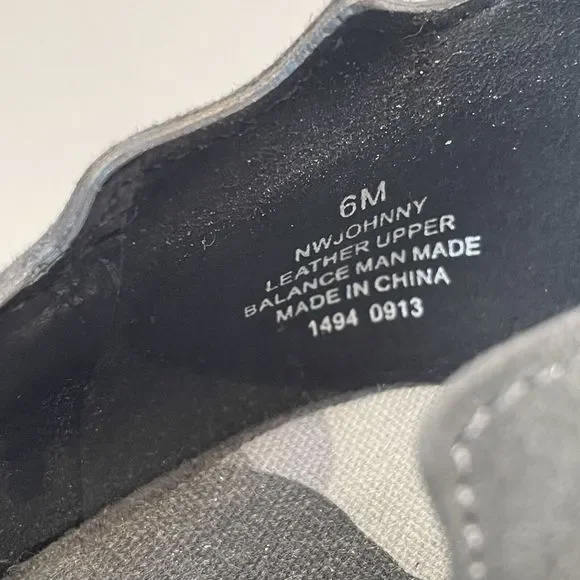 6M
NWJOHNNY
LEATHER UPPER
BALANCE MAN MADE
MADE IN CHINA
1494 0913